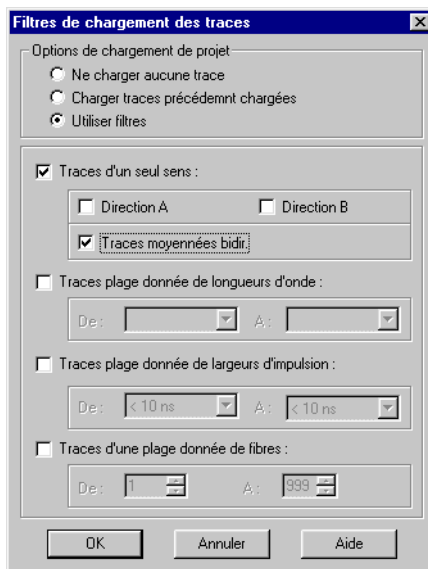 Filtres de chargement des traces
Options de chargement de projet
Ne charger aucune trace
Charger traces précédemnt chargées
Utiliser filtres
Traces d'un seul sens :
Direction A Direction B
Traces moyennées bidir.
Traces plage donnée de longueurs d'onde :
De : A :
Traces plage donnée de largeurs d'impulsion :
De : < 10 ns A : < 10 ns
Traces d'une plage donnée de fibres :
De : 1 A : 999
OK Annuler Aide